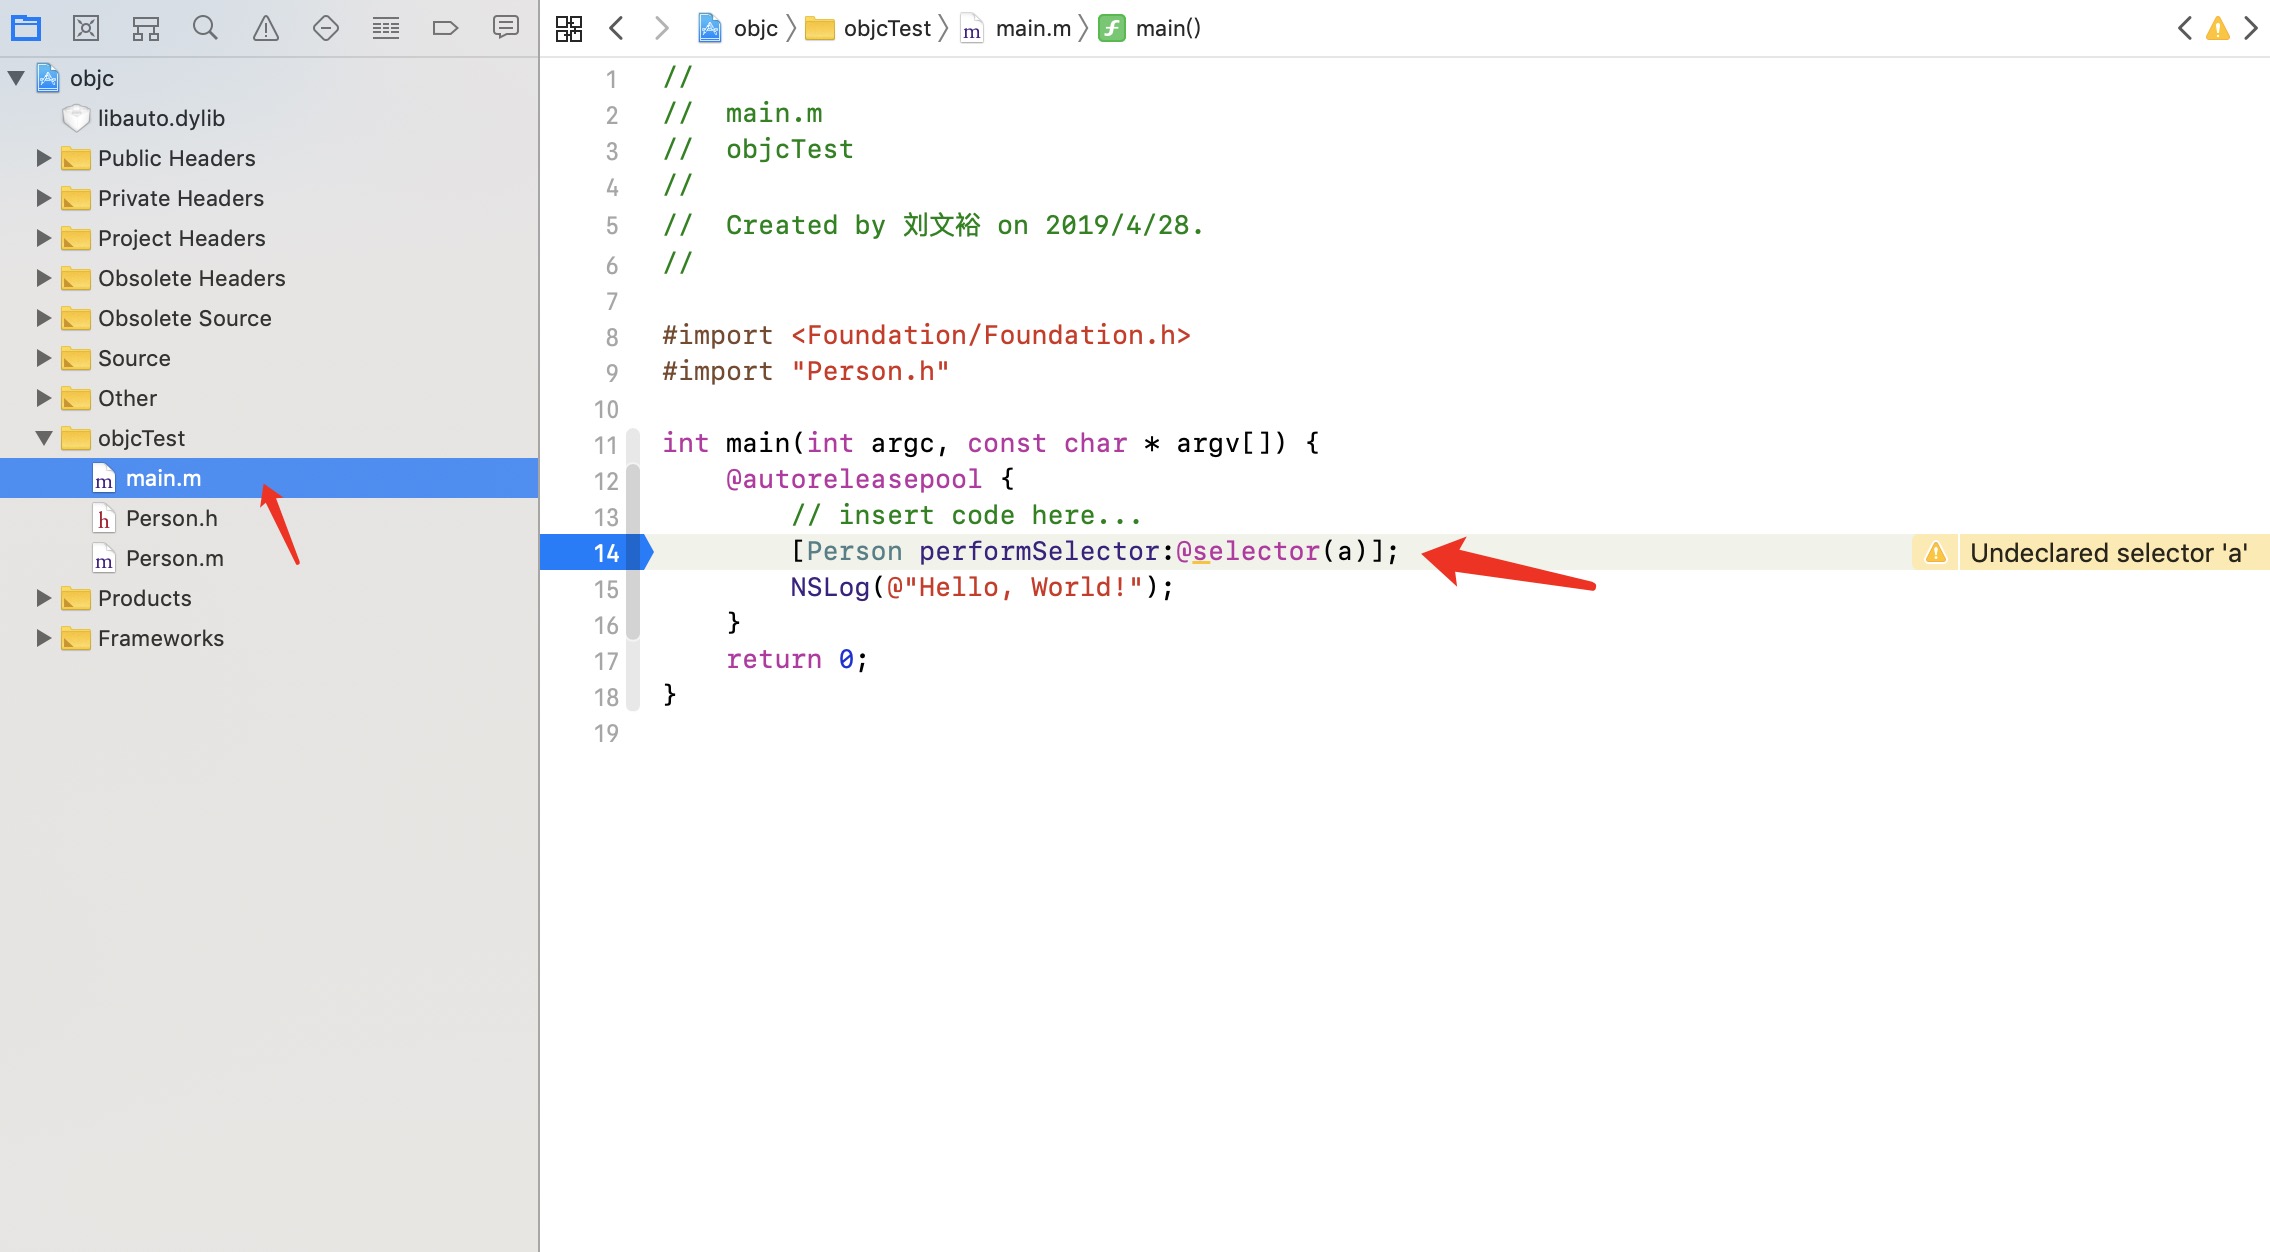 objc
libauto.dylib
Public Headers
Private Headers
Project Headers
Obsolete Headers
Obsolete Source
Source
Other
objcTest
m main.m
h Person.h
m Person.m
Products
Frameworks
objc objcTest m main.m f main()
1 //
2 //  main.m
3 //  objcTest
4 //
5 //  Created by 刘文裕 on 2019/4/28.
6 //
7
8 #import <Foundation/Foundation.h>
9 #import "Person.h"
10
11 int main(int argc, const char * argv[]) {
12     @autoreleasepool {
13         // insert code here...
14         [Person performSelector:@selector(a)]; Undeclared selector 'a'
15         NSLog(@"Hello, World!");
16     }
17     return 0;
18 }
19